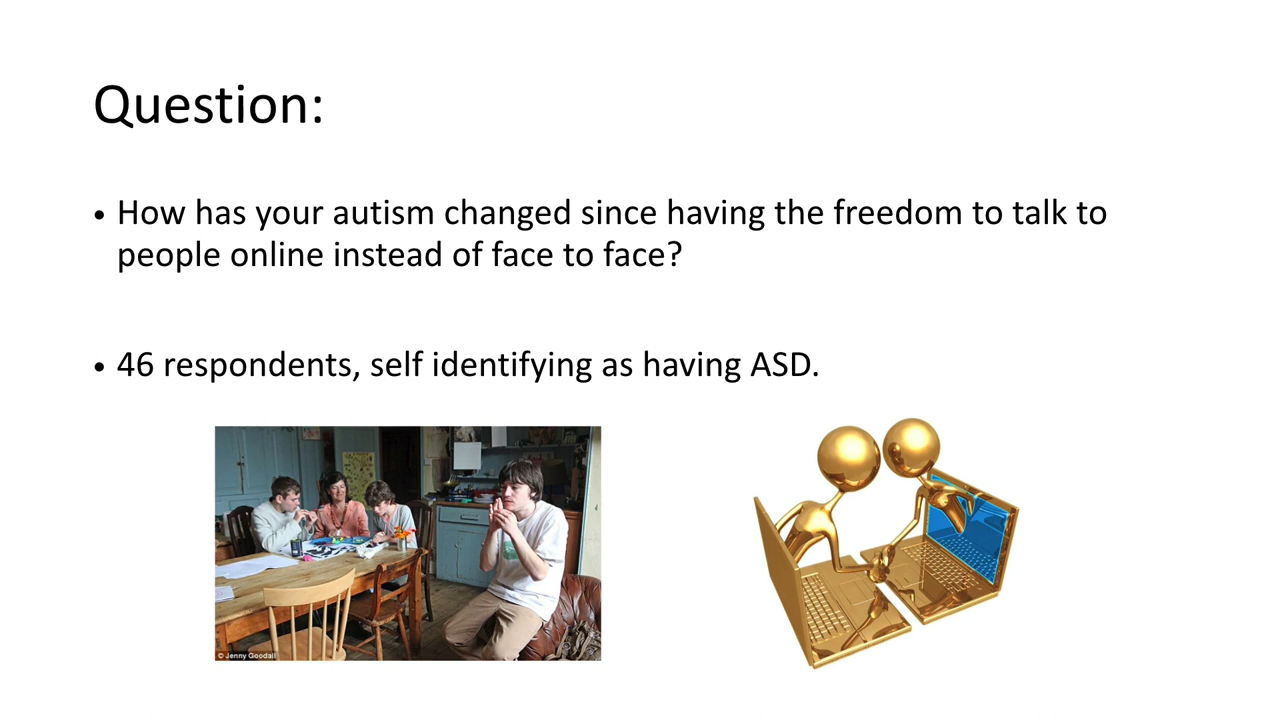 Question:
• How has your autism changed since having the freedom to talk to
people online instead of face to face?
• 46 respondents, self identifying as having ASD.
© Jenny Goodall